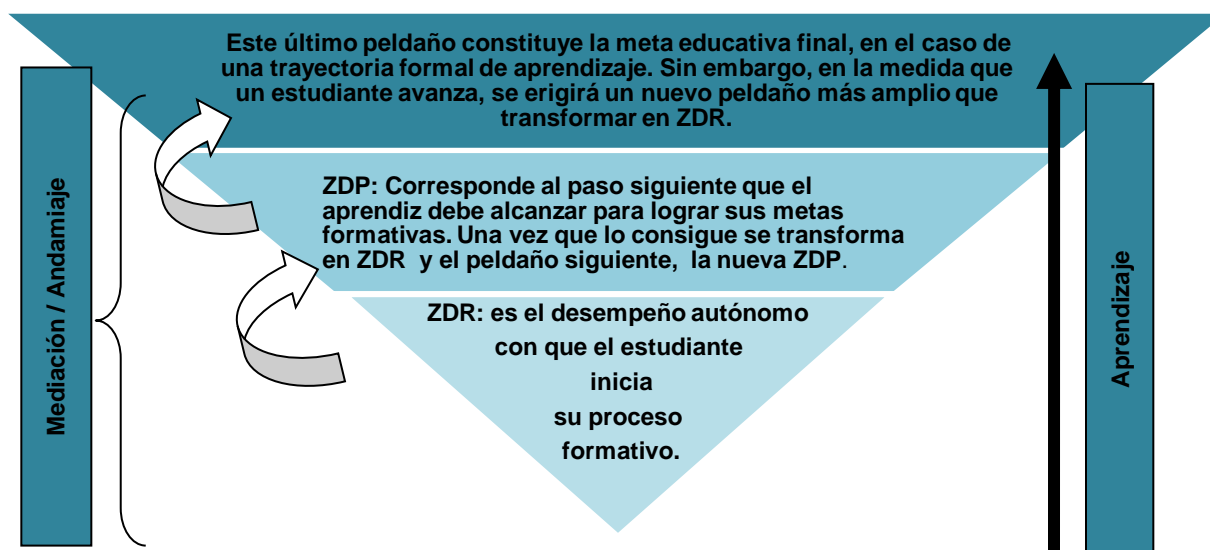 Este último peldaño constituye la meta educativa final, en el caso de
una trayectoria formal de aprendizaje. Sin embargo, en la medida que
un estudiante avanza, se erigirá un nuevo peldaño más amplio que
transformar en ZDR.
Mediación / Andamiaje
ZDP: Corresponde al paso siguiente que el
aprendiz debe alcanzar para lograr sus metas
formativas. Una vez que lo consigue se transforma
en ZDR y el peldaño siguiente, la nueva ZDP.
Aprendizaje
ZDR: es el desempeño autónomo
con que el estudiante
inicia
su proceso
formativo.